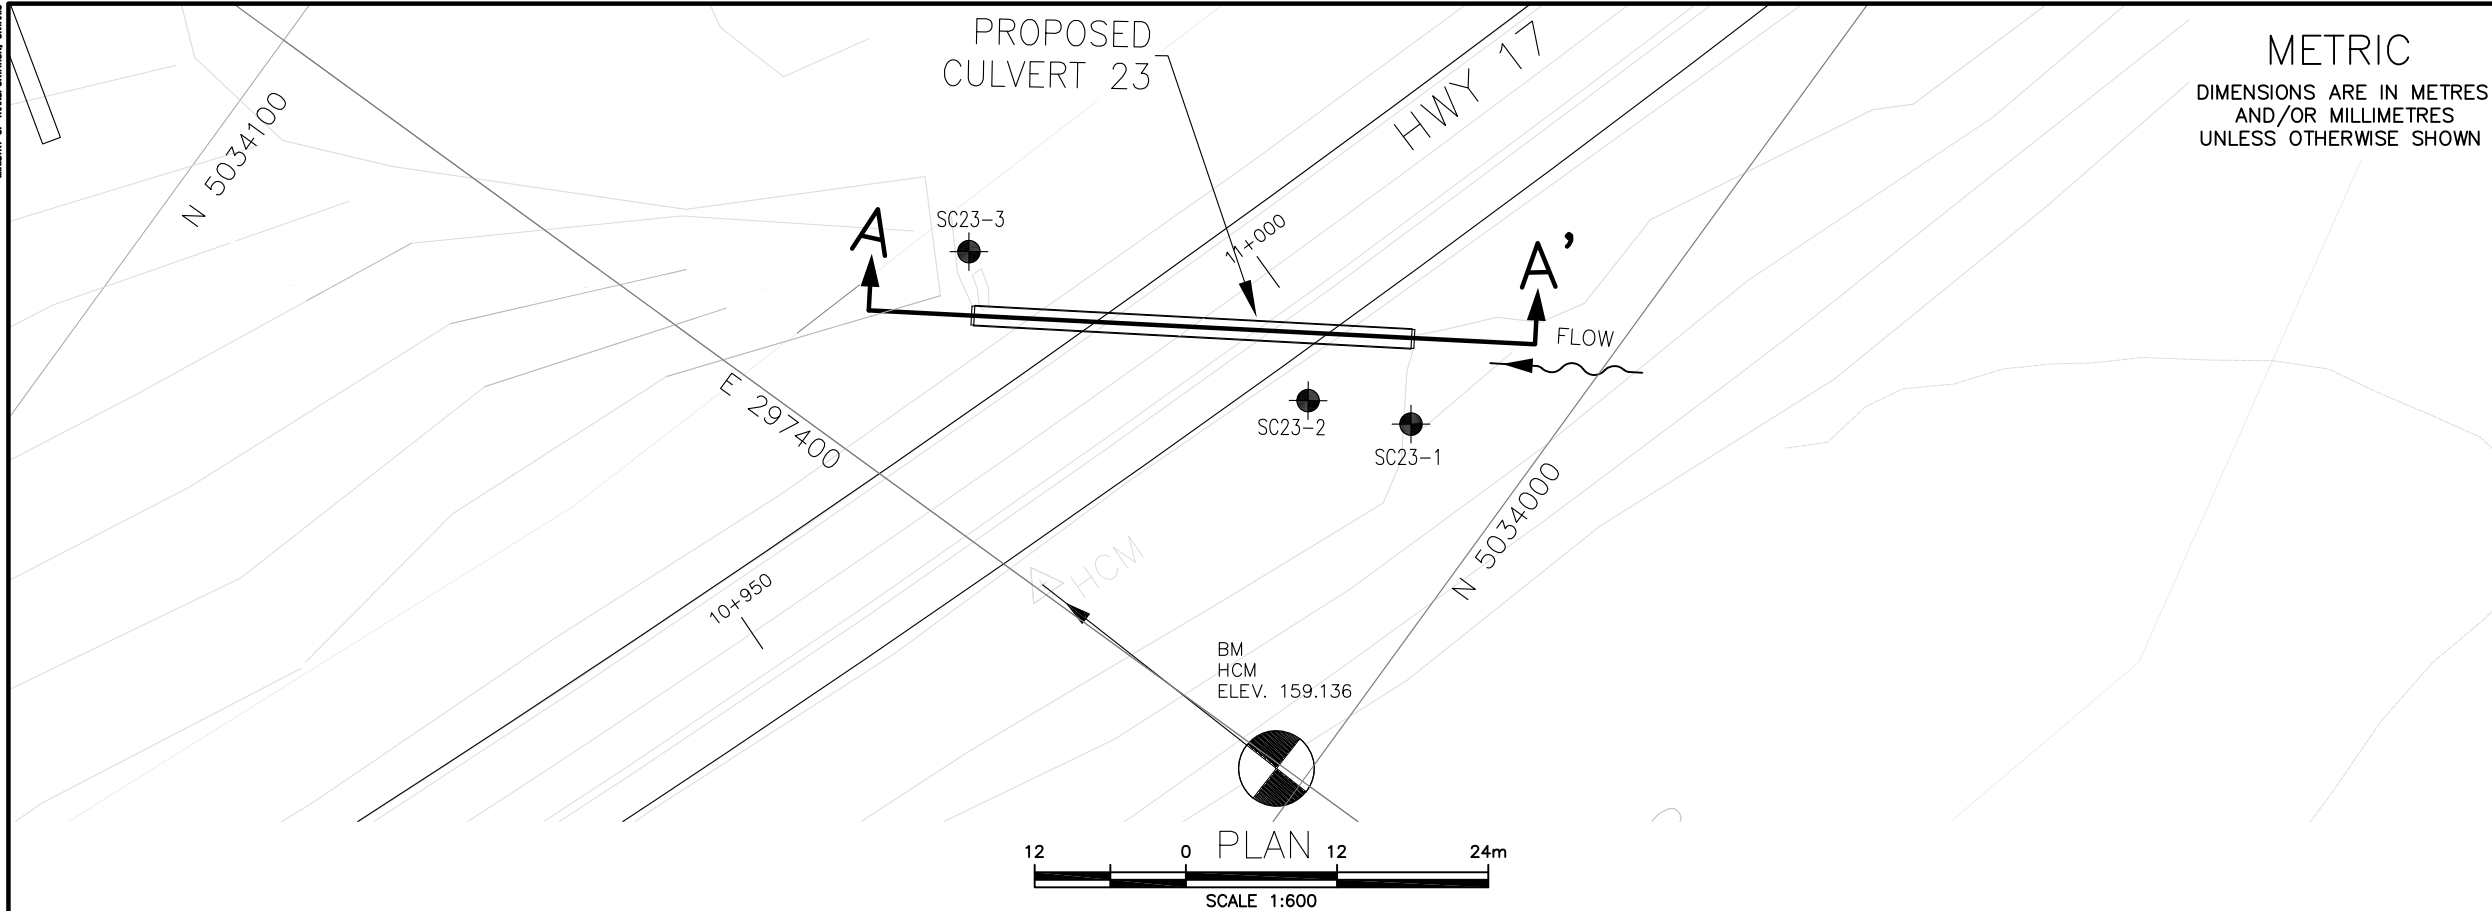 PROPOSED
CULVERT 23
HWY 17
METRIC
DIMENSIONS ARE IN METRES
AND/OR MILLIMETRES
UNLESS OTHERWISE SHOWN
N 5034100
SC23-3
A
11+000
A'
FLOW
E 297400
SC23-2
SC23-1
N 5034000
HCM
10+950
BM
HCM
ELEV. 159.136
PLAN
12 0 12 24m
SCALE 1:600